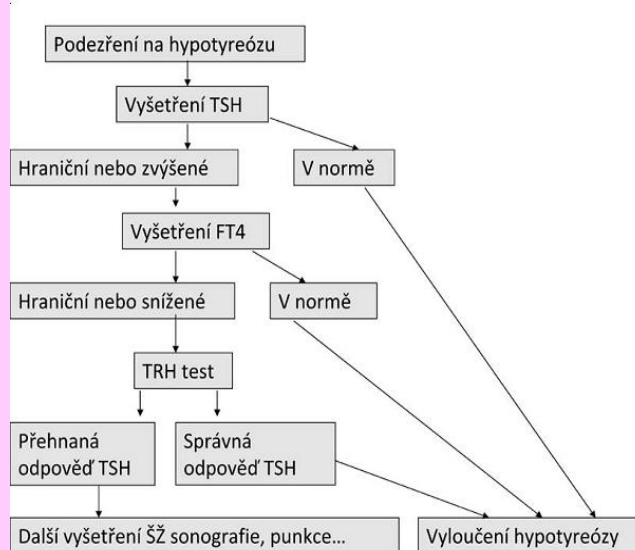 Podezření na hypotyreózu
Vyšetření TSH
Hraniční nebo zvýšené
V normě
Vyšetření FT4
Hraniční nebo snížené
V normě
TRH test
Přehnaná
odpověď TSH
Správná
odpověď TSH
Další vyšetření ŠŽ sonografie, punkce...
Vyloučení hypotyreózy